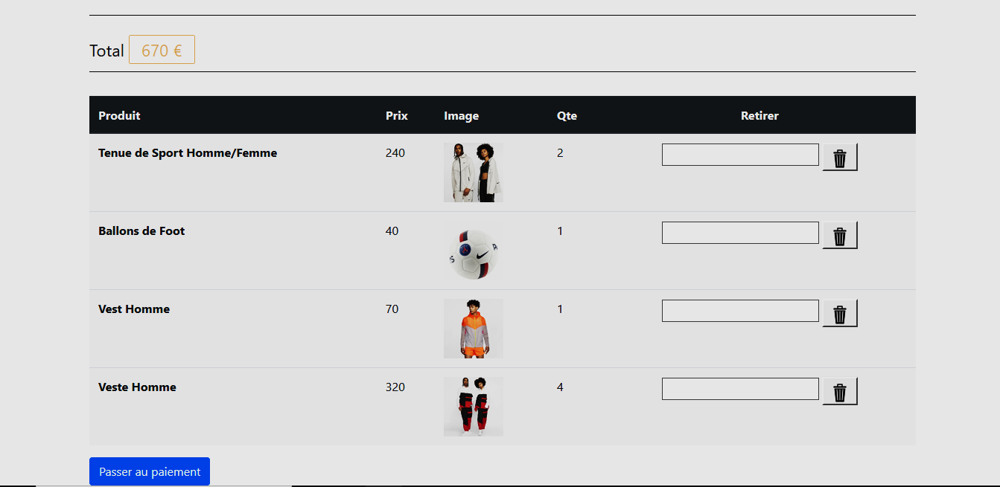 Total 670 €
Produit Prix Image Qte Retirer
Tenue de Sport Homme/Femme 240 2
Ballons de Foot 40 1
Vest Homme 70 1
Veste Homme 320 4
Passer au paiement